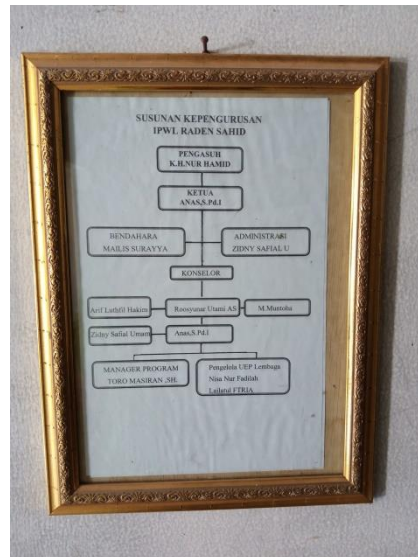 SUSUNAN KEPENGURUSAN
IPWL RADEN SAHID
PENGASUH
K.H.NUR HAMID
KETUA
ANAS,S.Pd.I
BENDAHARA
MAILIS SURAYYA
ADMINISTRASI
ZIDNY SAFIAL U
KONSELOR
Arif Luthfil Hakim
Roosyunar Utami AS
M.Muntoha
Zidny Safial Umam
Anas,S.Pd.I
MANAGER PROGRAM
TORO MASIRAN ,SH.
Pengelola UEP Lembaga
Nisa Nur Fadilah
Lailatul FTRIA